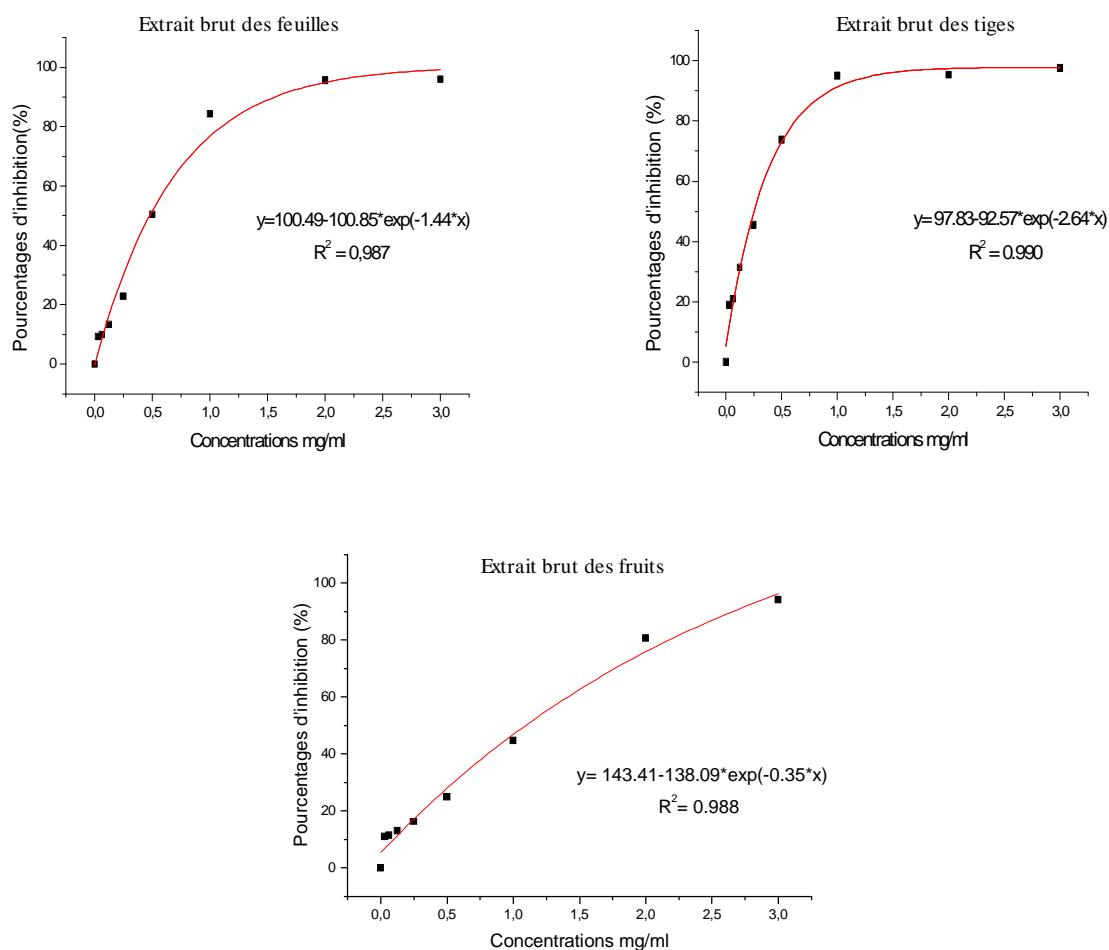 Extrait brut des feuilles
Pourcentages d'inhibition(%)
100
80
60
40
20
0
y=100.49-100.85*exp(-1.44*x)
R² = 0,987
0,0 0,5 1,0 1,5 2,0 2,5 3,0
Concentrations mg/ml
Extrait brut des tiges
Pourcentages d'inhibition (%)
100
80
60
40
20
0
y=97.83-92.57*exp(-2.64*x)
R² = 0.990
0,0 0,5 1,0 1,5 2,0 2,5 3,0
Concentrations mg/ml
Extrait brut des fruits
Pourcentages d'inhibition (%)
100
80
60
40
20
0
y= 143.41-138.09*exp(-0.35*x)
R²= 0.988
0,0 0,5 1,0 1,5 2,0 2,5 3,0
Concentrations mg/ml